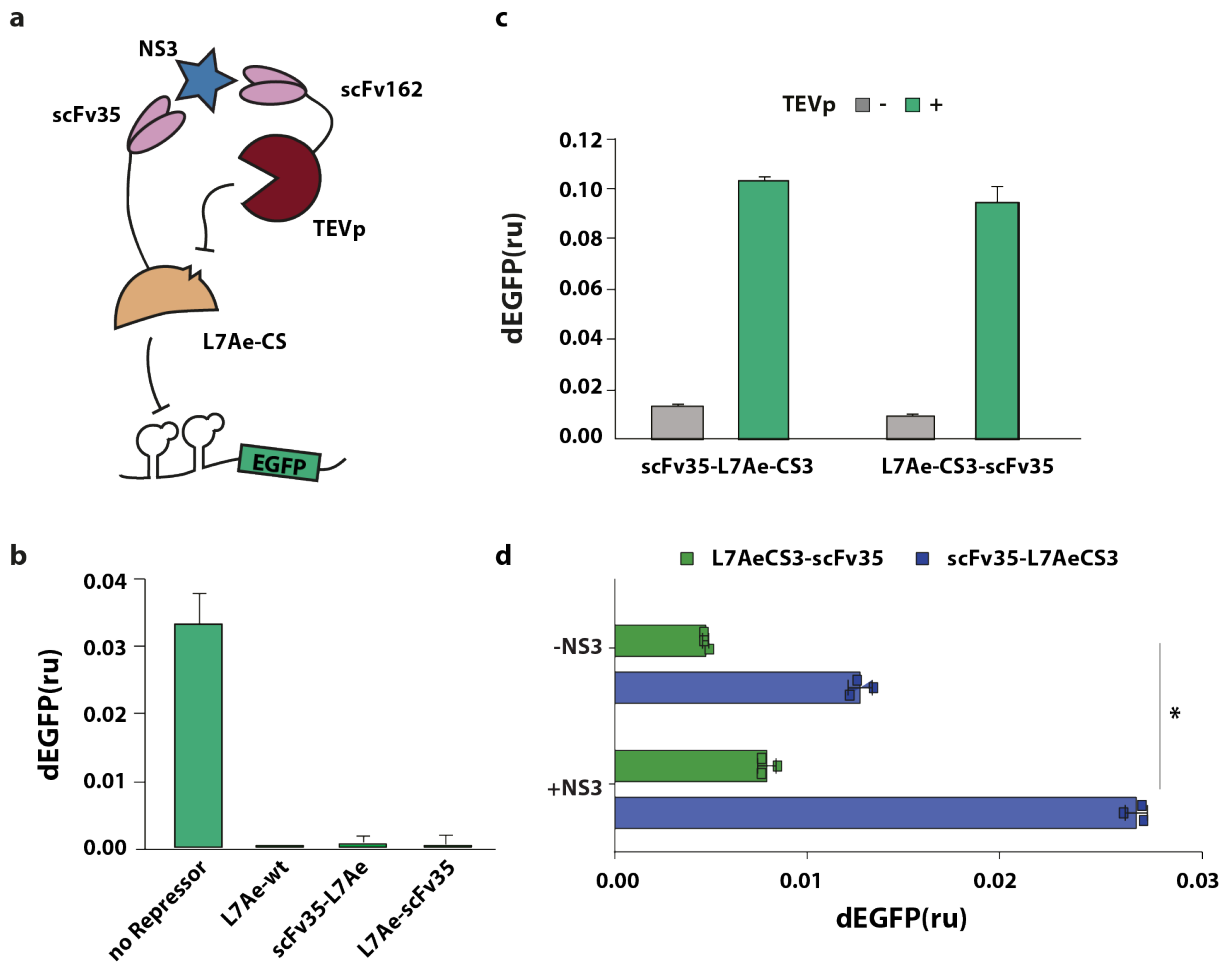 a
NS3
scFv162
scFv35
TEVp
L7Ae-CS
EGFP
b
dEGFP(ru)
0.04
0.03
0.02
0.01
0.00
no Repressor
L7Ae-wt
scFv35-L7Ae
L7Ae-scFv35
c
TEVp - +
dEGFP(ru)
0.12
0.10
0.08
0.06
0.04
0.02
0.00
scFv35-L7Ae-CS3
L7Ae-CS3-scFv35
d
L7AeCS3-scFv35 scFv35-L7AeCS3
-NS3
*
+NS3
0.00 0.01 0.02 0.03
dEGFP(ru)